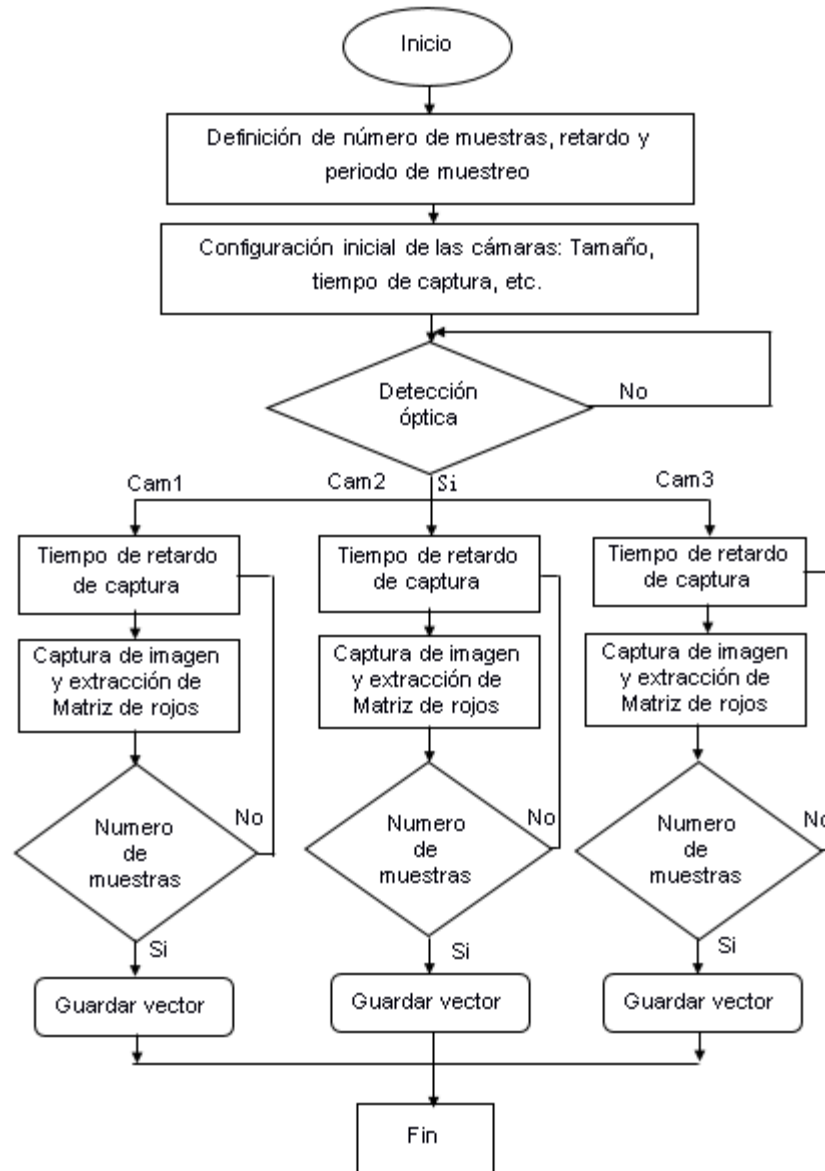 Inicio
Definición de número de muestras, retardo y
periodo de muestreo
Configuración inicial de las cámaras: Tamaño,
tiempo de captura, etc.
Detección
óptica
No
Cam1
Cam2
Si
Cam3
Tiempo de retardo
de captura
Tiempo de retardo
de captura
Tiempo de retardo
de captura
Captura de imagen
y extracción de
Matriz de rojos
Captura de imagen
y extracción de
Matriz de rojos
Captura de imagen
y extracción de
Matriz de rojos
Numero
de
muestras
No
Numero
de
muestras
No
Numero
de
muestras
No
Si
Si
Si
Guardar vector
Guardar vector
Guardar vector
Fin